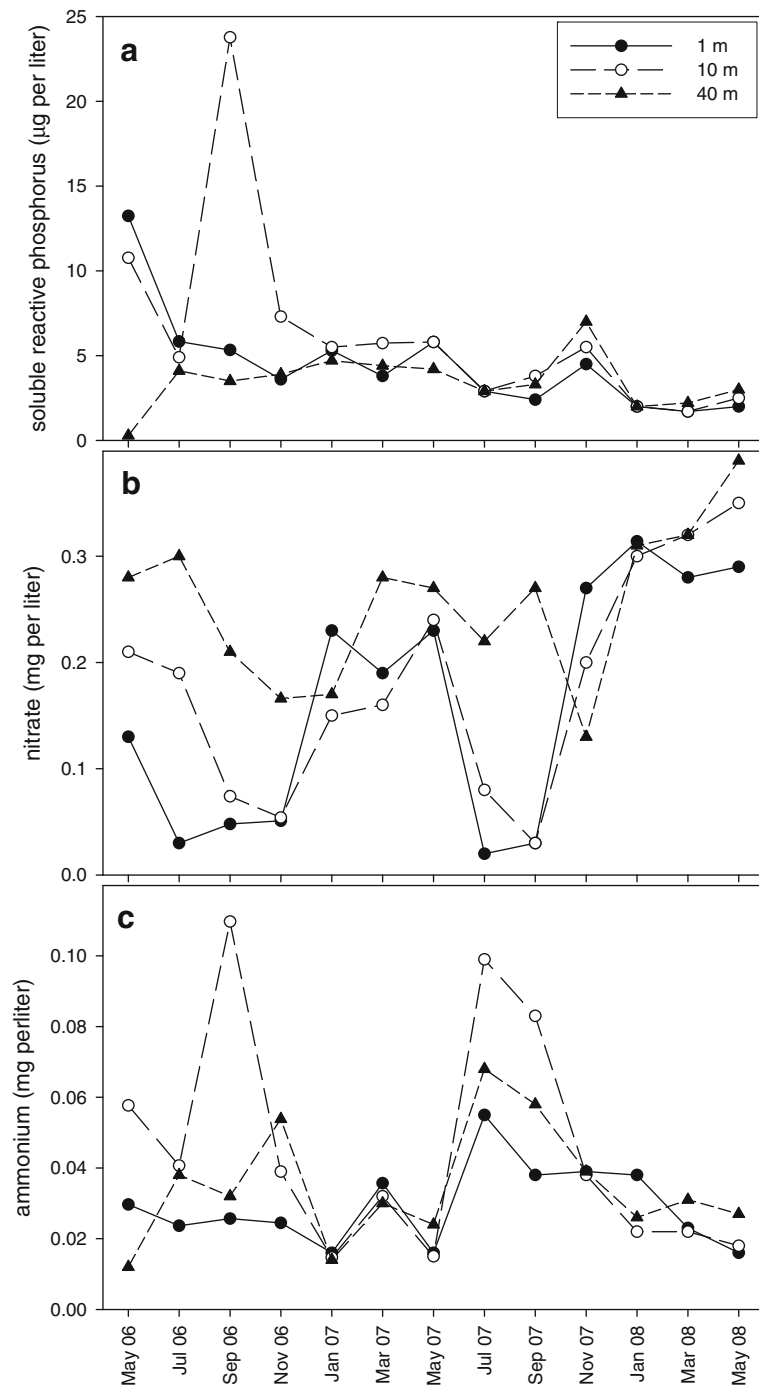 a
1 m
10 m
40 m
soluble reactive phosphorus (µg per liter)
25
20
15
10
5
0
b
nitrate (mg per liter)
0.3
0.2
0.1
0.0
c
ammonium (mg perliter)
0.10
0.08
0.06
0.04
0.02
0.00
May 06
Jul 06
Sep 06
Nov 06
Jan 07
Mar 07
May 07
Jul 07
Sep 07
Nov 07
Jan 08
Mar 08
May 08